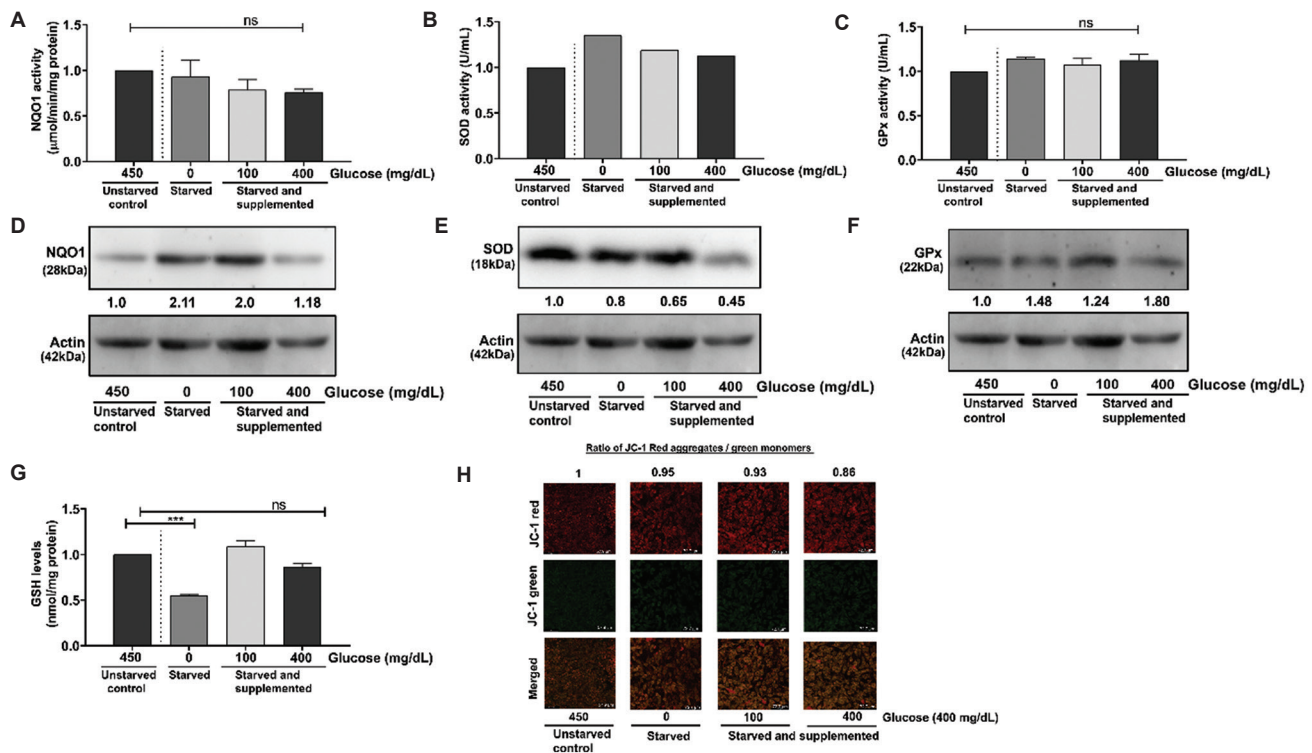 A
NQO1 activity
(µmol/min/mg protein)
1.5
1.0
0.5
0.0
ns
450
0
100
400
Glucose (mg/dL)
Unstarved
control
Starved
Starved and
supplemented
B
SOD activity (U/mL)
1.5
1.0
0.5
0.0
450
0
100
400
Glucose (mg/dL)
Unstarved
control
Starved
Starved and
supplemented
C
GPx activity (U/mL)
1.5
1.0
0.5
0.0
ns
450
0
100
400
Glucose (mg/dL)
Unstarved
control
Starved
Starved and
supplemented
D
NQO1
(28kDa)
1.0 2.11 2.0 1.18
Actin
(42kDa)
450 0 100 400 Glucose (mg/dL)
Unstarved
control
Starved
Starved and
supplemented
E
SOD
(18kDa)
1.0 0.8 0.65 0.45
Actin
(42kDa)
450 0 100 400 Glucose (mg/dL)
Unstarved
control
Starved
Starved and
supplemented
F
GPx
(22kDa)
1.0 1.48 1.24 1.80
Actin
(42kDa)
450 0 100 400 Glucose (mg/dL)
Unstarved
control
Starved
Starved and
supplemented
G
GSH levels
(nmol/mg protein)
1.5
1.0
0.5
0.0
***
ns
450 0 100 400 Glucose (mg/dL)
Unstarved
control
Starved
Starved and
supplemented
H
Ratio of JC-1 Red aggregates / green monomers
1 0.95 0.93 0.86
JC-1 red
JC-1 green
Merged
450 0 100 400 Glucose (400 mg/dL)
Unstarved
control
Starved
Starved and supplemented